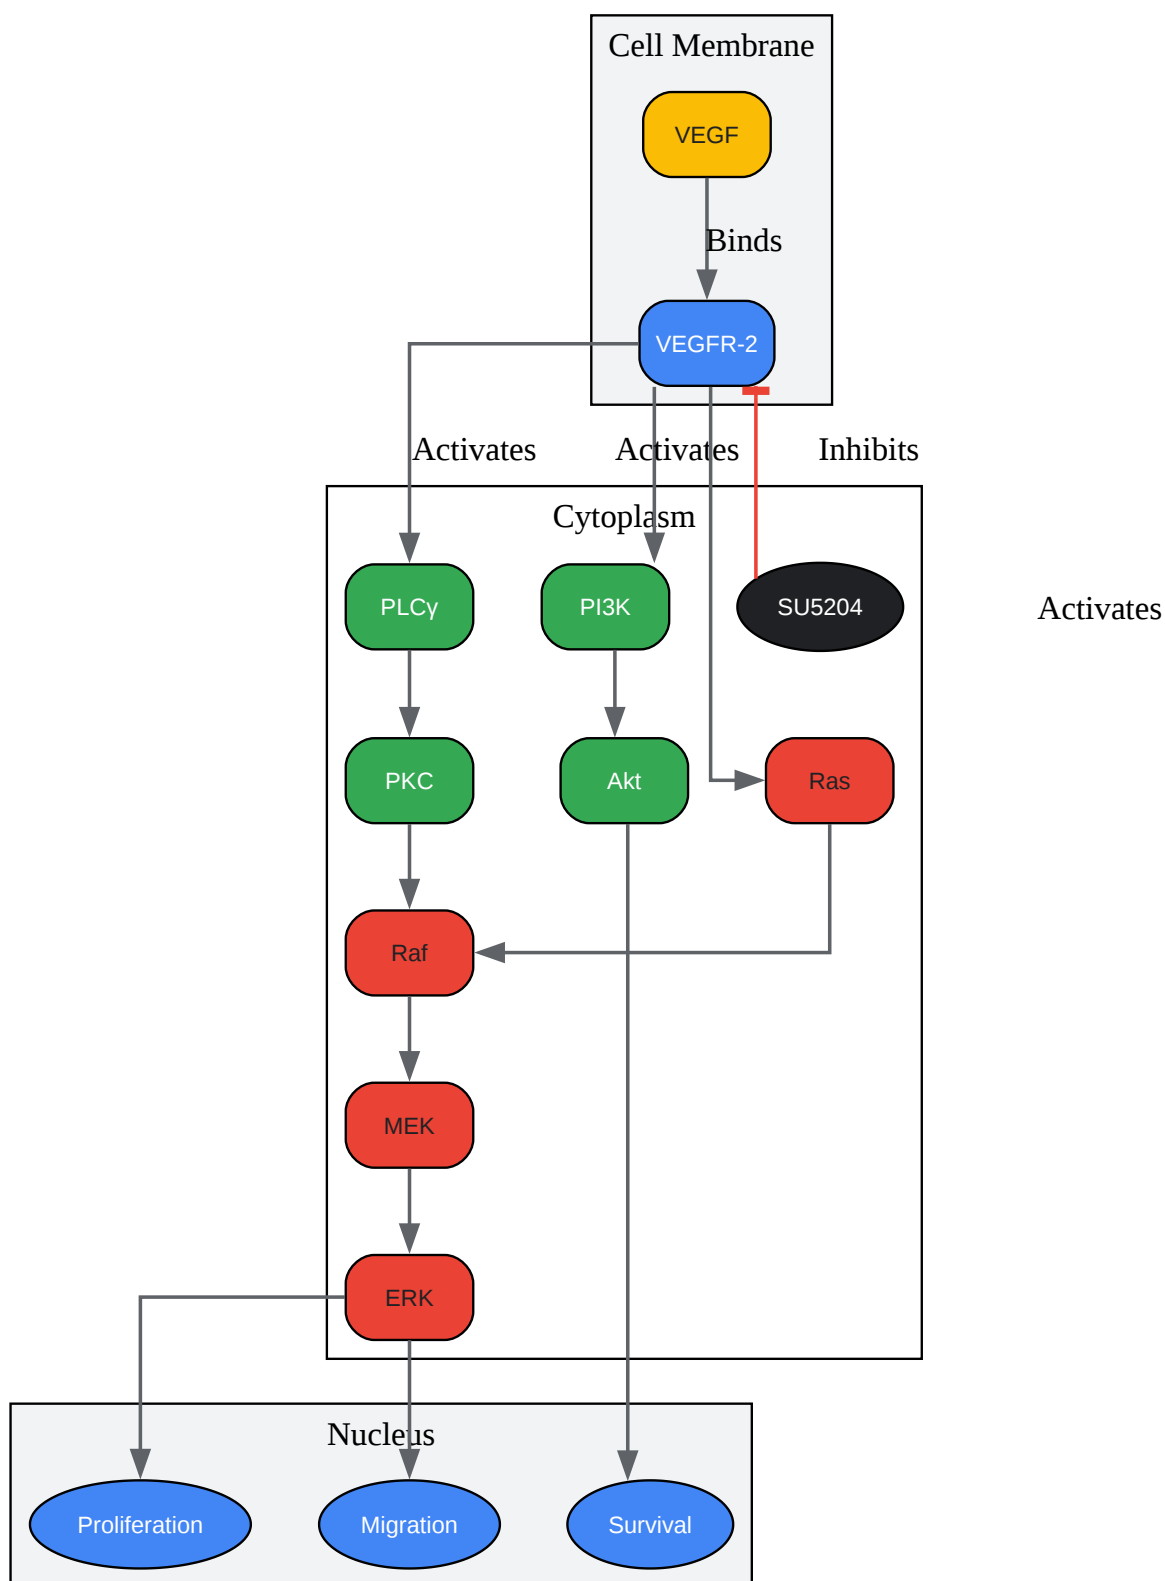 Cell Membrane
VEGF
Binds
VEGFR-2
Activates
Activates
Inhibits
Cytoplasm
PLCγ
PI3K
SU5204
Activates
PKC
Akt
Ras
Raf
MEK
ERK
Nucleus
Proliferation
Migration
Survival